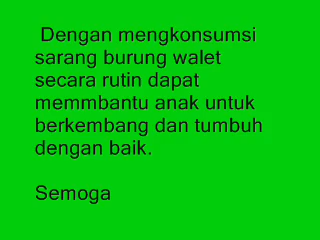 Dengan mengkonsumsi
sarang burung walet
secara rutin dapat
memmbantu anak untuk
berkembang dan tumbuh
dengan baik.
Semoga